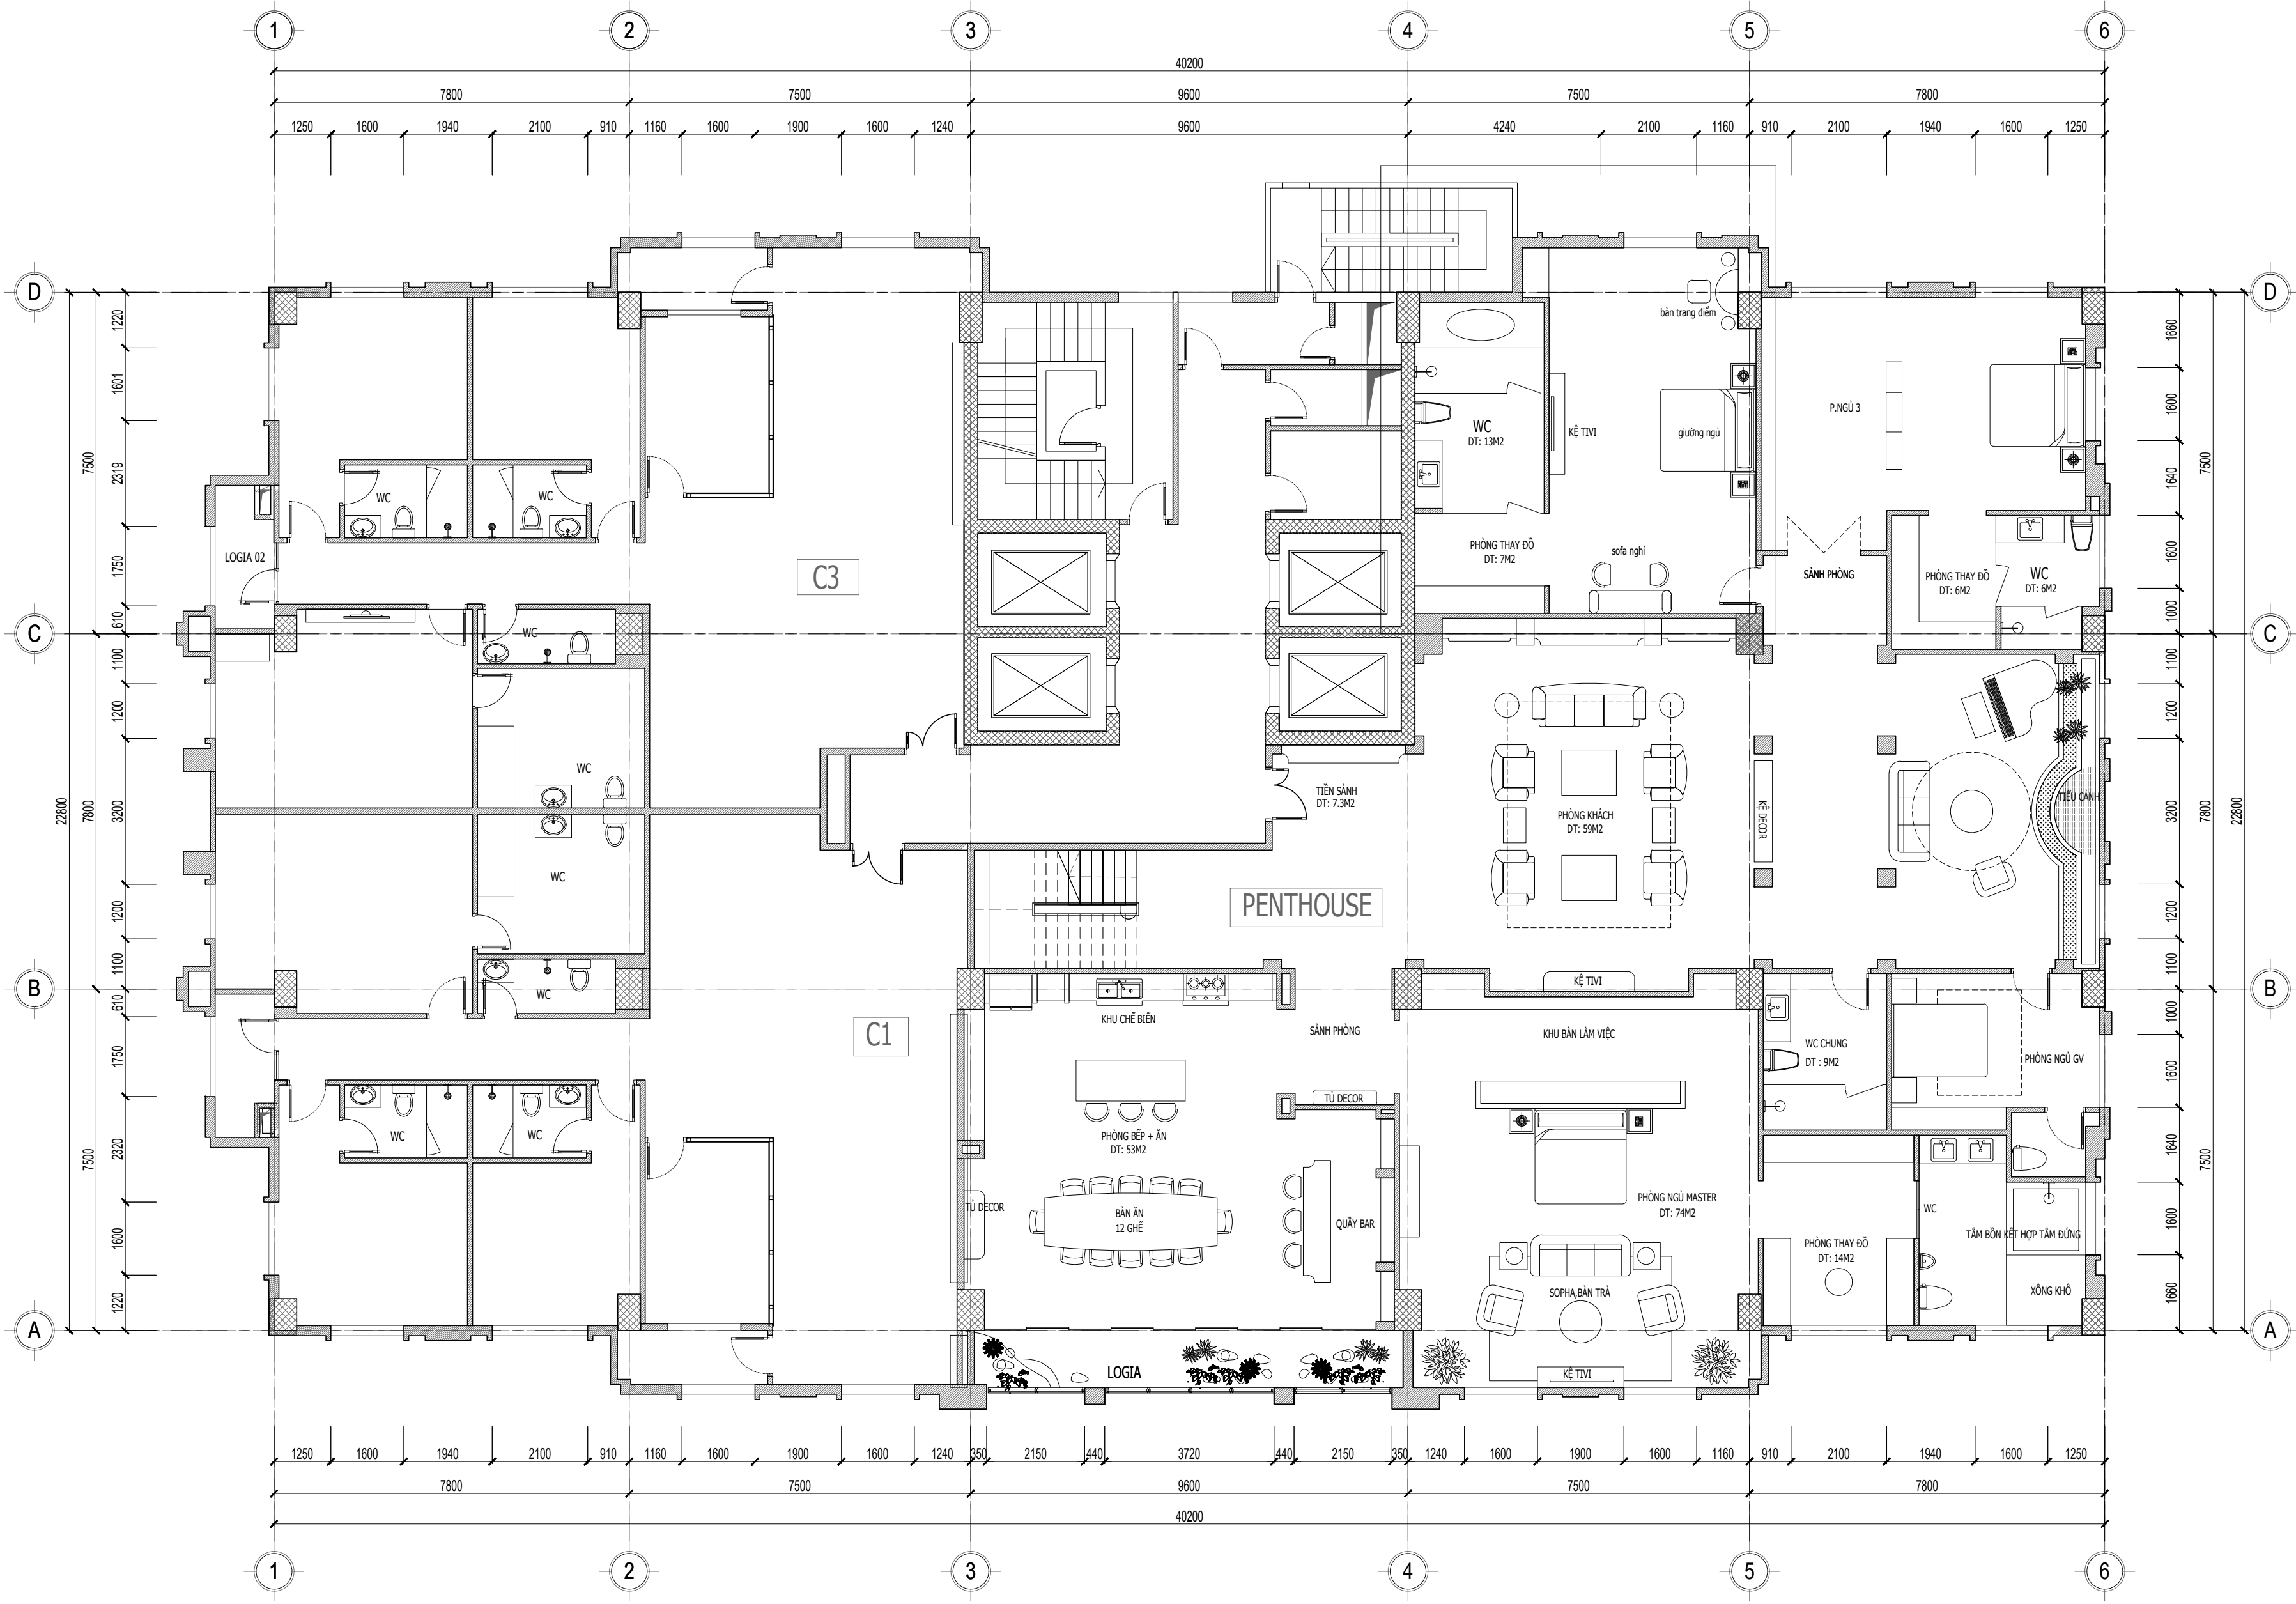 1 2 3 4 5 6
40200
7800 7500 9600 7500 7800
1250 1600 1940 2100 910 1160 1600 1900 1600 1240 9600 4240 2100 1160 910 2100 1940 1600 1250
D D
1220
1601
2319
1750
610
1100
1200
3200
1200
1100
610
1750
2320
1600
1220
7500
7800
7500
22800
1660
1600
1640
1600
1000
1100
1200
3200
1200
1100
1000
1600
1640
1600
1660
7500
7800
7500
22800
bàn trang điểm
P.NGỦ 3
WC
DT: 13M2
KỆ TIVI
giường ngủ
WC
WC
LOGIA 02
C3
PHÒNG THAY ĐỒ
DT: 7M2
sofa nghỉ
SẢNH PHÒNG
PHÒNG THAY ĐỒ
DT: 6M2
WC
DT: 6M2
C C
WC
WC
TIỀN SẢNH
DT: 7.3M2
PHÒNG KHÁCH
DT: 59M2
KỆ DECOR
TIỂU CẢNH
WC
PENTHOUSE
KỆ TIVI
B B
WC
KHU CHẾ BIẾN
C1
SẢNH PHÒNG
KHU BÀN LÀM VIỆC
WC CHUNG
DT : 9M2
PHÒNG NGỦ GV
TỦ DECOR
WC
WC
PHÒNG BẾP + ĂN
DT: 53M2
TỦ DECOR
BÀN ĂN
12 GHẾ
QUẦY BAR
PHÒNG NGỦ MASTER
DT: 74M2
WC
TẮM BỒN KẾT HỢP TẮM ĐỨNG
PHÒNG THAY ĐỒ
DT: 14M2
SOPHA,BÀN TRÀ
XÔNG KHÔ
A A
LOGIA
KỆ TIVI
1250 1600 1940 2100 910 1160 1600 1900 1600 1240 350 2150 440 3720 440 2150 350 1240 1600 1900 1600 1160 910 2100 1940 1600 1250
7800 7500 9600 7500 7800
40200
1 2 3 4 5 6